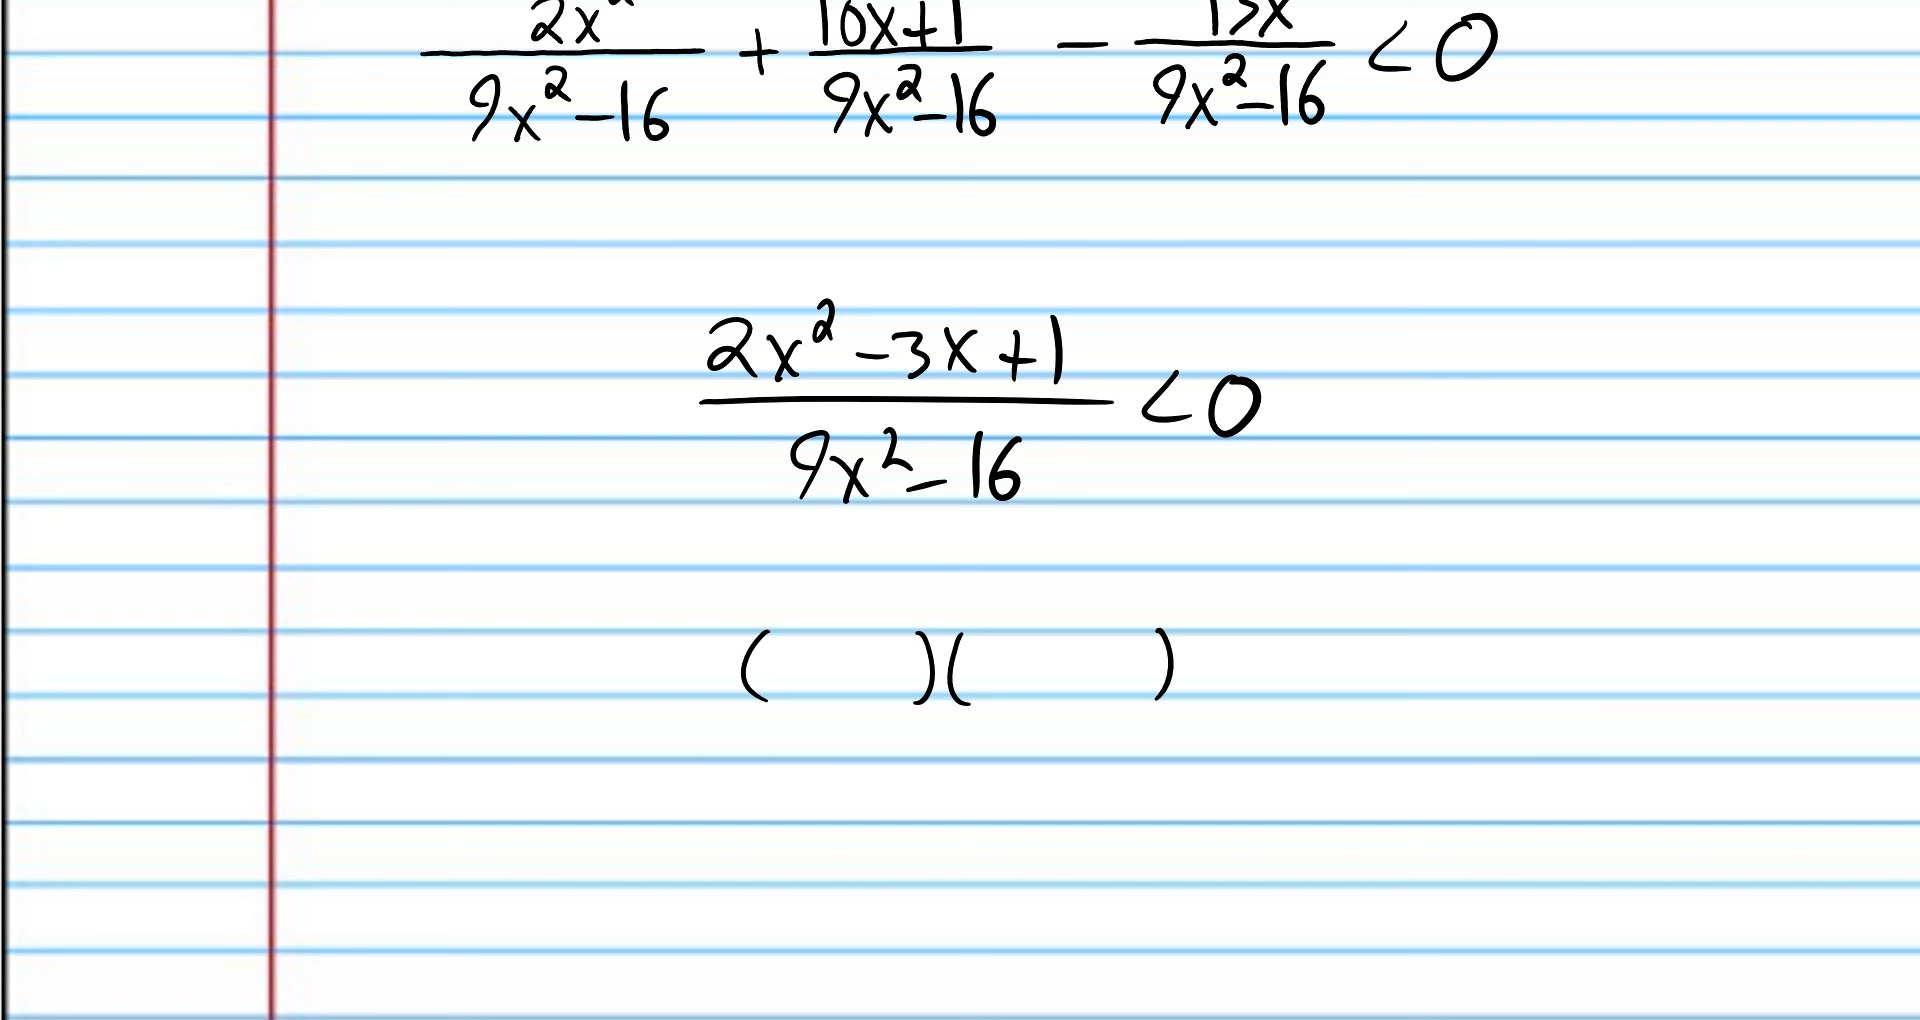 2x² / 9x²-16 + 10x+1 / 9x²-16 - 13x / 9x²-16 < 0
2x²-3x+1 / 9x²-16 < 0
(  )(  )